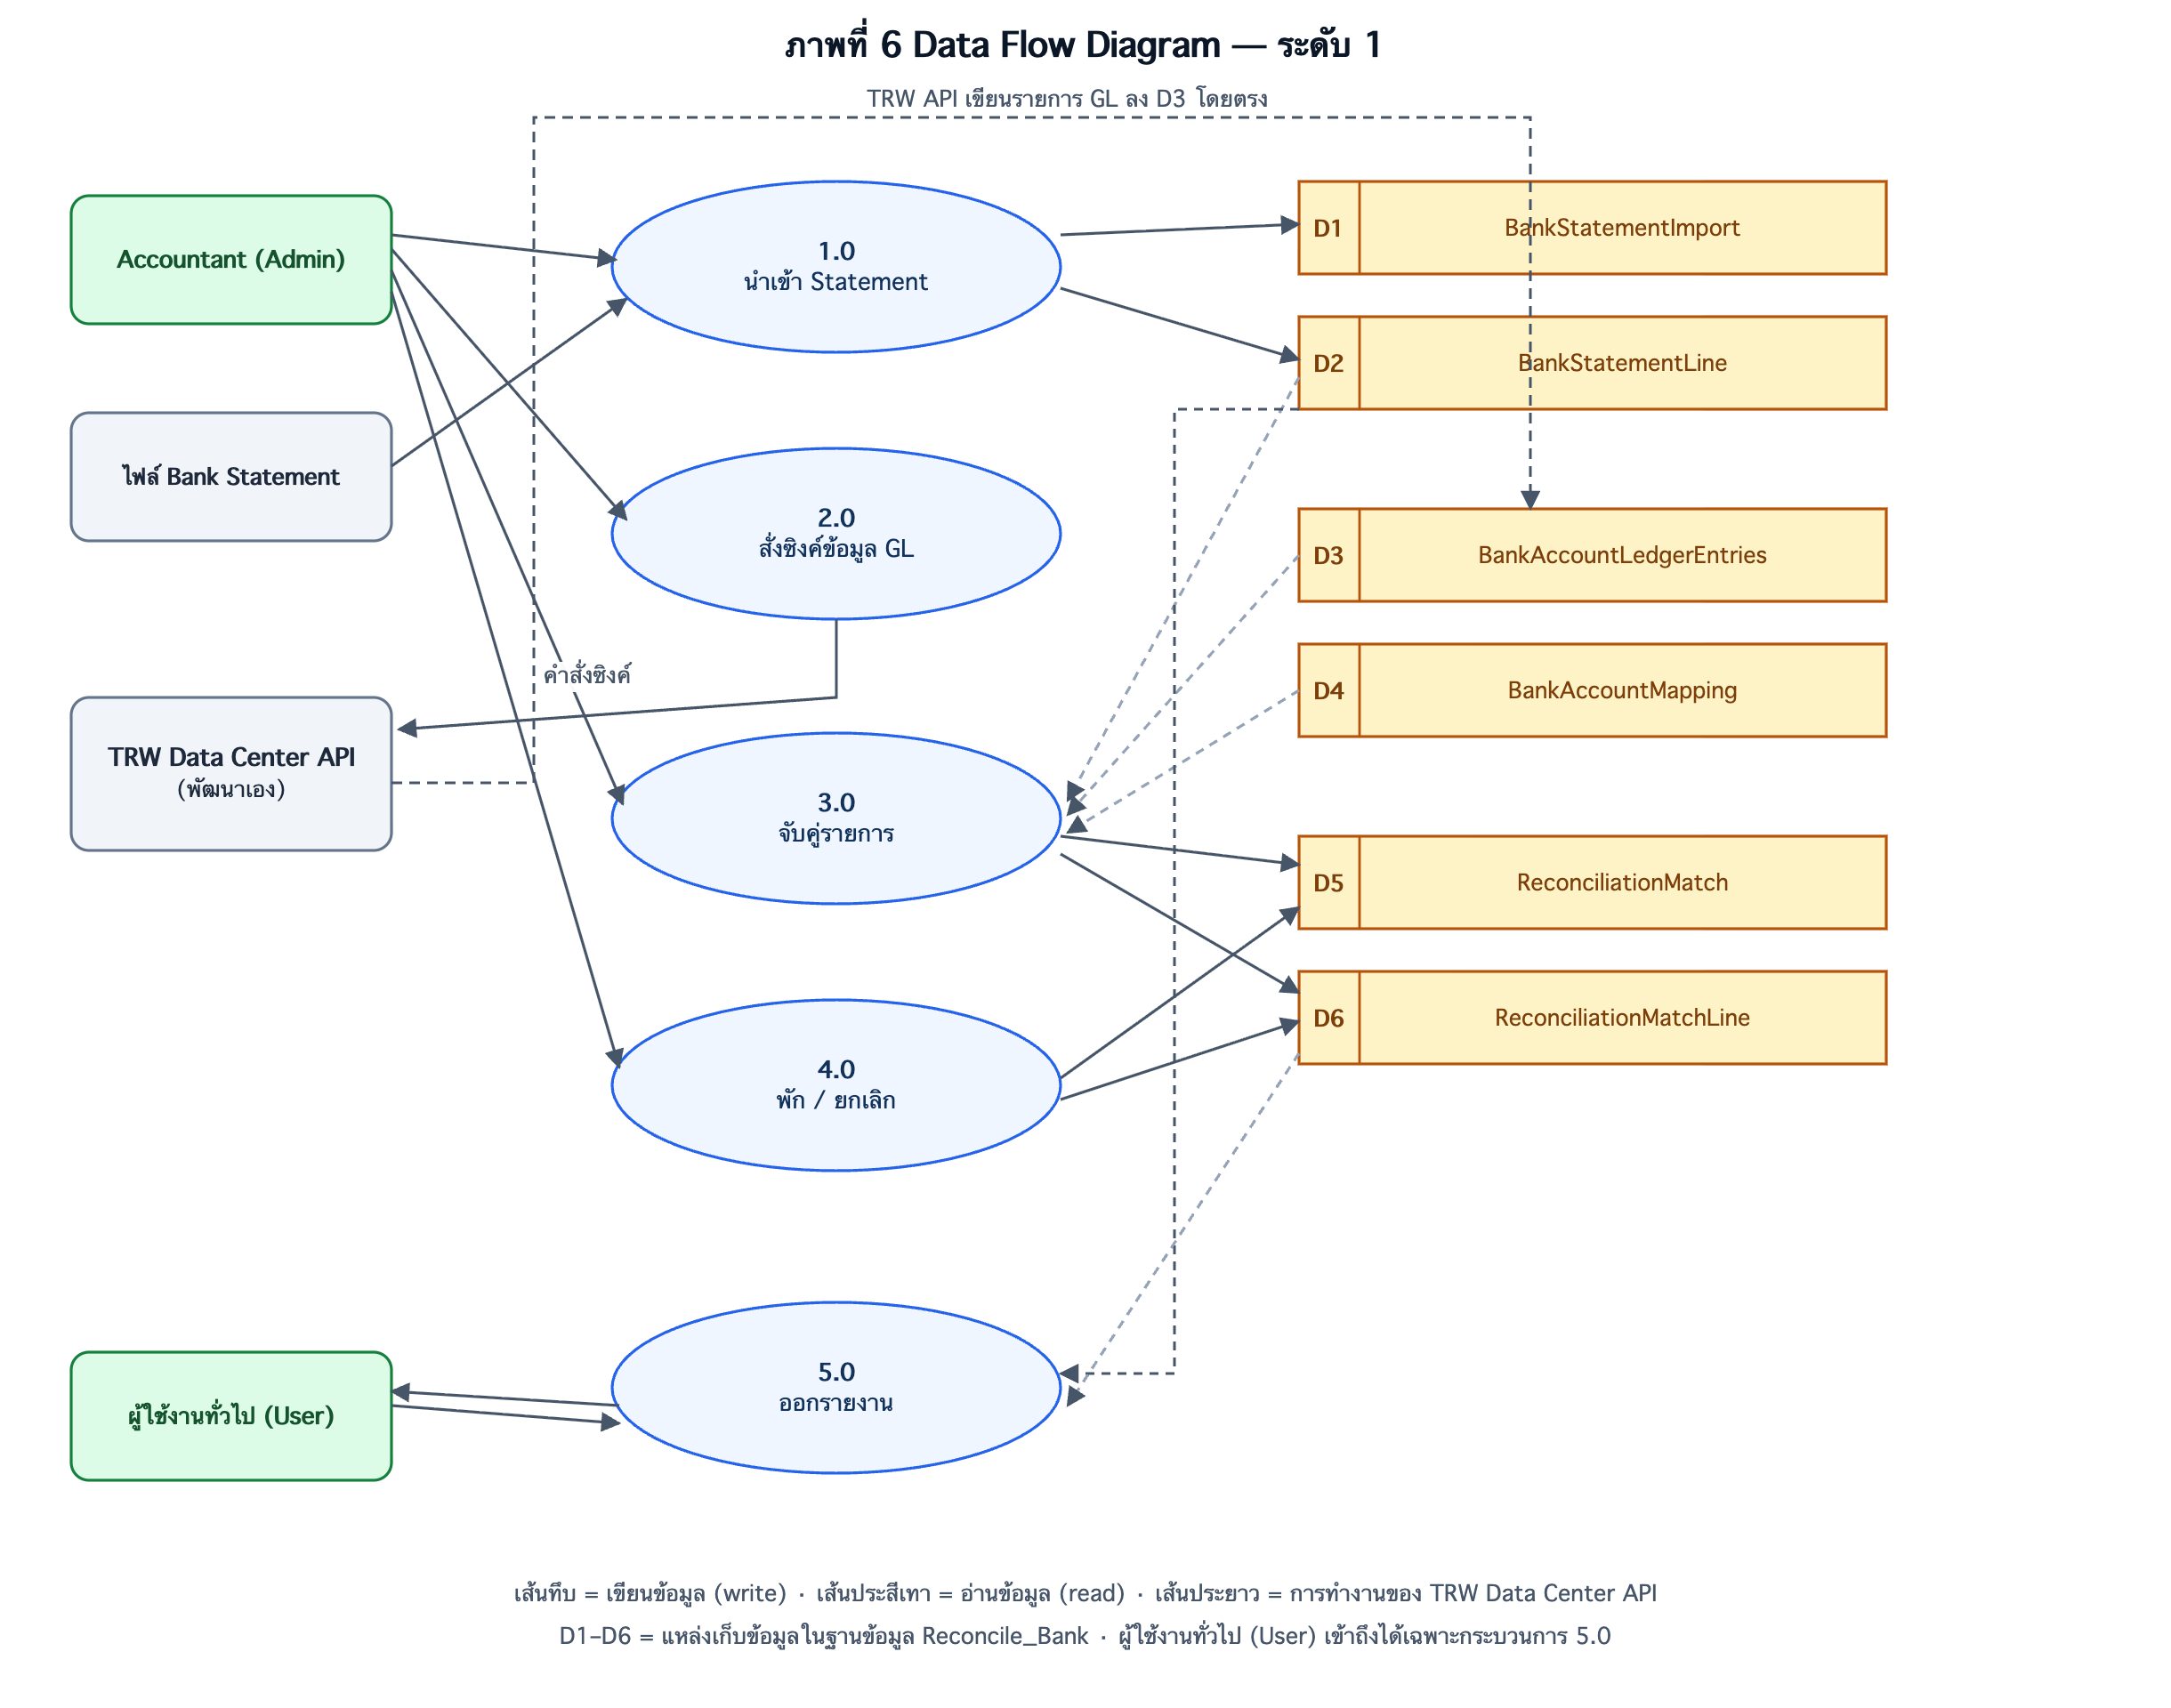 ภาพที่ 6 Data Flow Diagram — ระดับ 1
TRW API เขียนรายการ GL ลง D3 โดยตรง
Accountant (Admin)
1.0
นำเข้า Statement
D1
BankStatementImport
D2
BankStatementLine
ไฟล์ Bank Statement
2.0
สั่งซิงค์ข้อมูล GL
D3
BankAccountLedgerEntries
คำสั่งซิงค์
D4
BankAccountMapping
TRW Data Center API
(พัฒนาเอง)
3.0
จับคู่รายการ
D5
ReconciliationMatch
D6
ReconciliationMatchLine
4.0
พัก / ยกเลิก
ผู้ใช้งานทั่วไป (User)
5.0
ออกรายงาน
เส้นทึบ = เขียนข้อมูล (write) · เส้นประสีเทา = อ่านข้อมูล (read) · เส้นประยาว = การทำงานของ TRW Data Center API
D1–D6 = แหล่งเก็บข้อมูลในฐานข้อมูล Reconcile_Bank · ผู้ใช้งานทั่วไป (User) เข้าถึงได้เฉพาะกระบวนการ 5.0